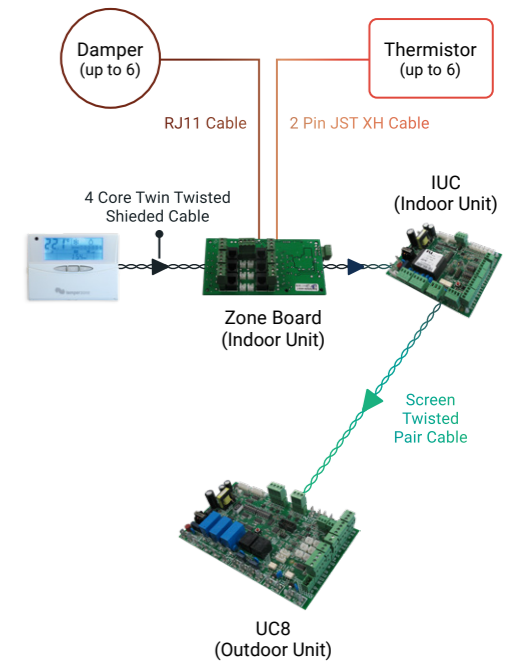 Damper
(up to 6)
Thermistor
(up to 6)
RJ11 Cable
2 Pin JST XH Cable
4 Core Twin Twisted
Shieded Cable
IUC
(Indoor Unit)
Zone Board
(Indoor Unit)
Screen
Twisted
Pair Cable
UC8
(Outdoor Unit)